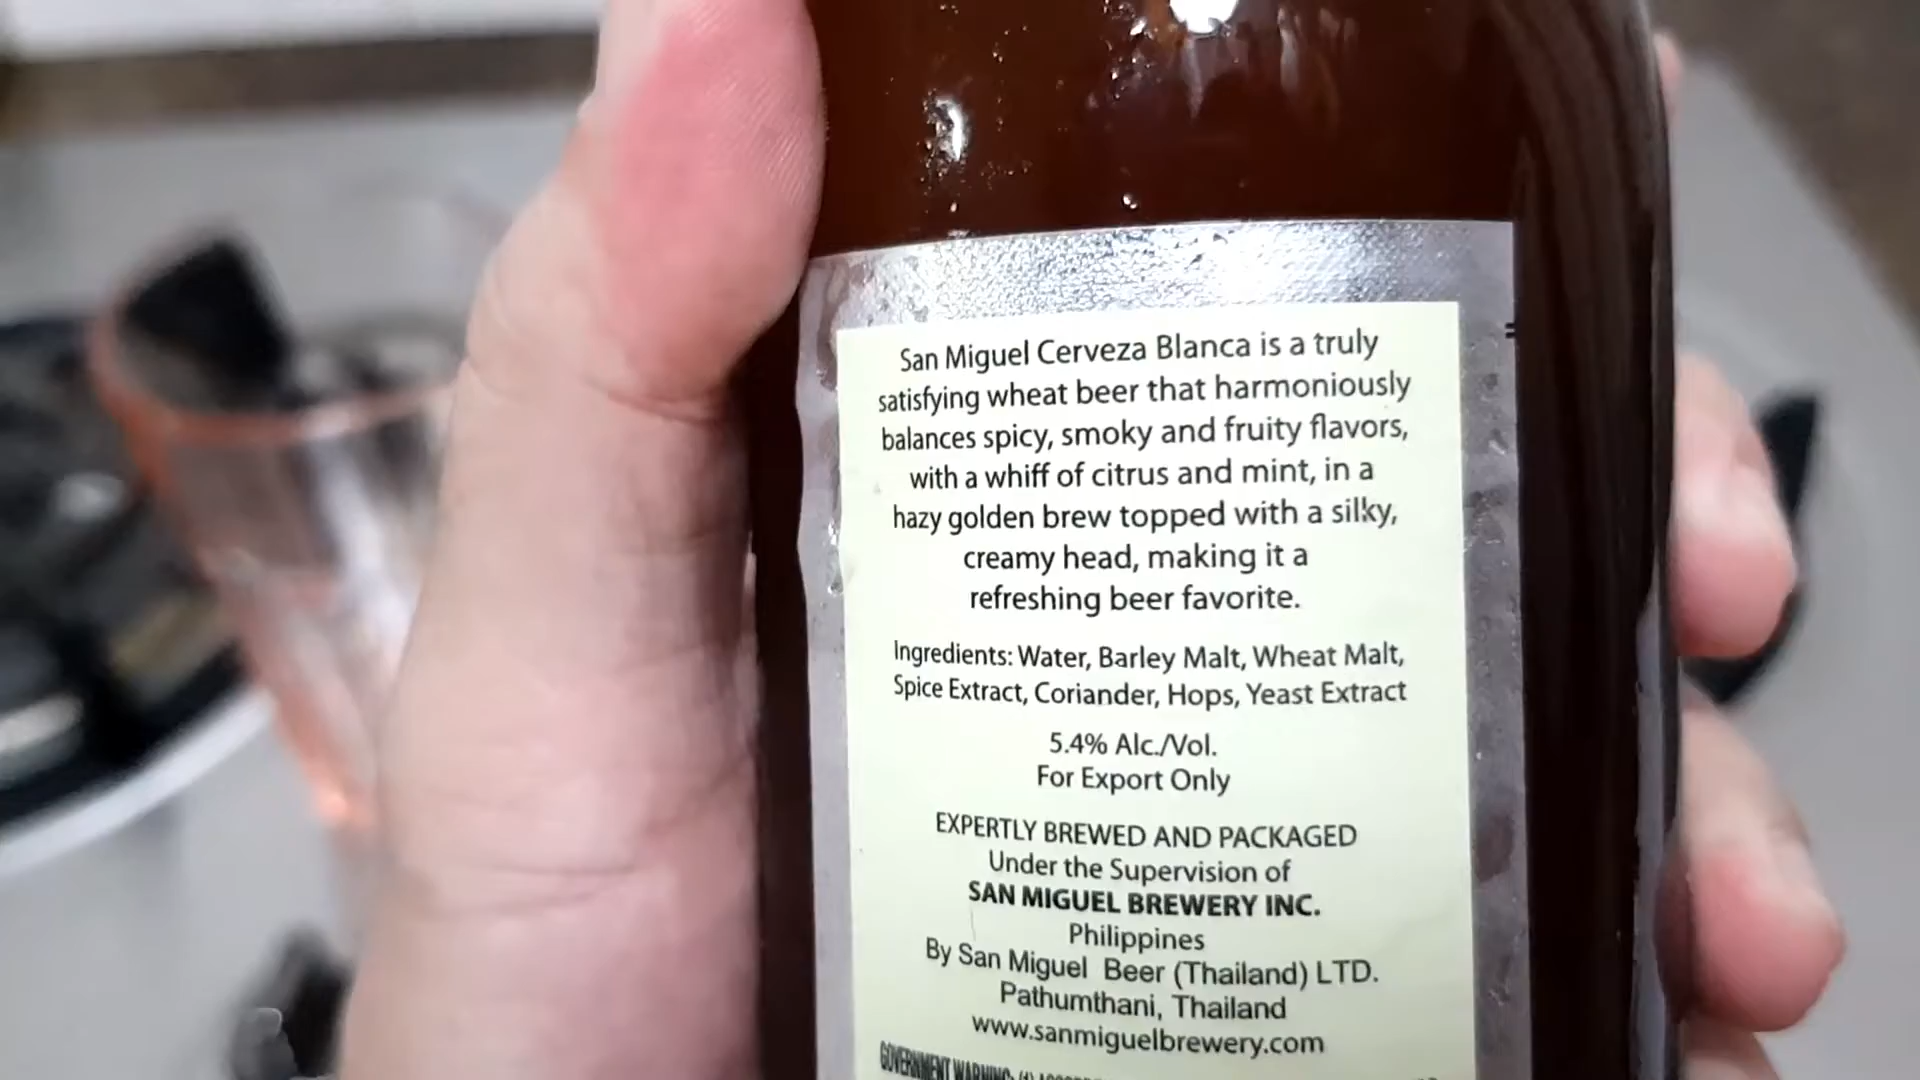 San Miguel Cerveza Blanca is a truly
satisfying wheat beer that harmoniously
balances spicy, smoky and fruity flavors,
with a whiff of citrus and mint, in a
hazy golden brew topped with a silky,
creamy head, making it a
refreshing beer favorite.
Ingredients: Water, Barley Malt, Wheat Malt,
Spice Extract, Coriander, Hops, Yeast Extract
5.4% Alc./Vol.
For Export Only
EXPERTLY BREWED AND PACKAGED
Under the Supervision of
SAN MIGUEL BREWERY INC.
Philippines
By San Miguel Beer (Thailand) LTD.
Pathumthani, Thailand
www.sanmiguelbrewery.com
GOVERNMENT WARNING: (1)